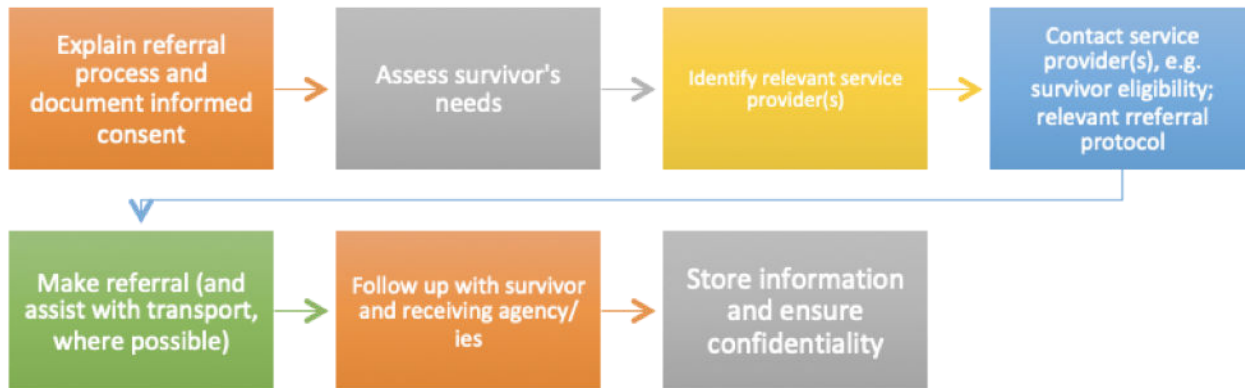 Explain referral
process and
document informed
consent
Assess survivor's
needs
Identify relevant service
provider(s)
Contact service
provider(s), e.g.
survivor eligibility;
relevant rreferral
protocol
Make referral (and
assist with transport,
where possible)
Follow up with survivor
and receiving agency/
ies
Store information
and ensure
confidentiality